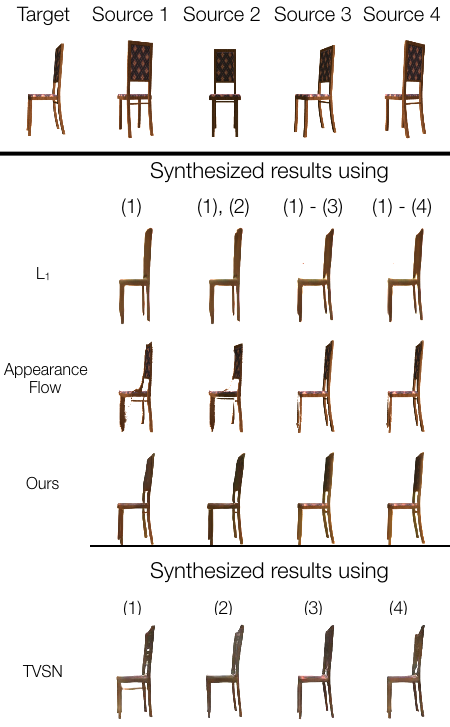 Target Source 1 Source 2 Source 3 Source 4
Synthesized results using
(1) (1), (2) (1) - (3) (1) - (4)
L₁
Appearance
Flow
Ours
Synthesized results using
(1) (2) (3) (4)
TVSN